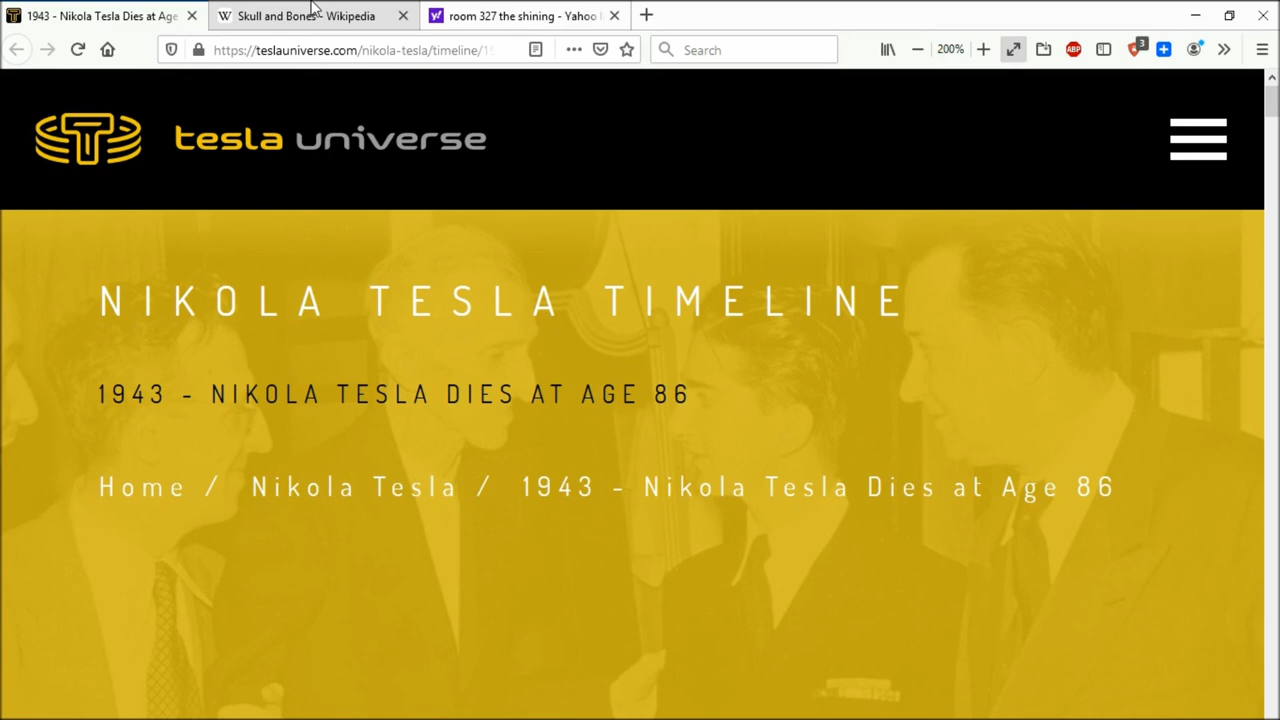 1943 - Nikola Tesla Dies at Age
Skull and Bones - Wikipedia
room 327 the shining - Yahoo
https://teslauniverse.com/nikola-tesla/timeline/
Search
200%
ABP
3
tesla universe
NIKOLA TESLA TIMELINE
1943 - NIKOLA TESLA DIES AT AGE 86
Home / Nikola Tesla / 1943 - Nikola Tesla Dies at Age 86